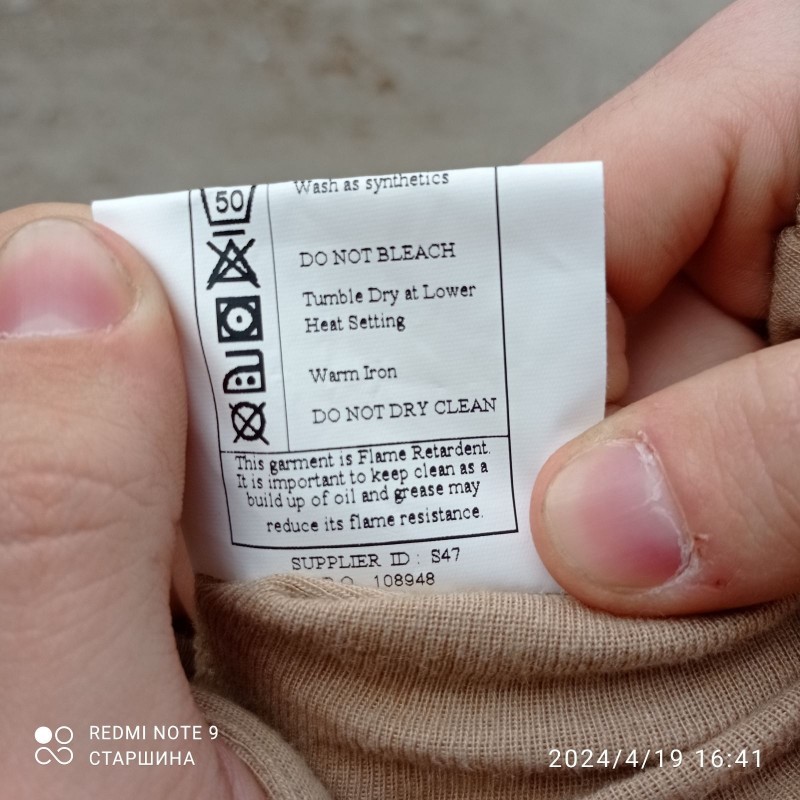 50
Wash as synthetics
DO NOT BLEACH
Tumble Dry at Lower
Heat Setting
Warm Iron
DO NOT DRY CLEAN
This garment is Flame Retardent.
It is important to keep clean as a
build up of oil and grease may
reduce its flame resistance.
SUPPLIER ID : S47
108948
REDMI NOTE 9
СТАРШИНА
2024/4/19 16:41